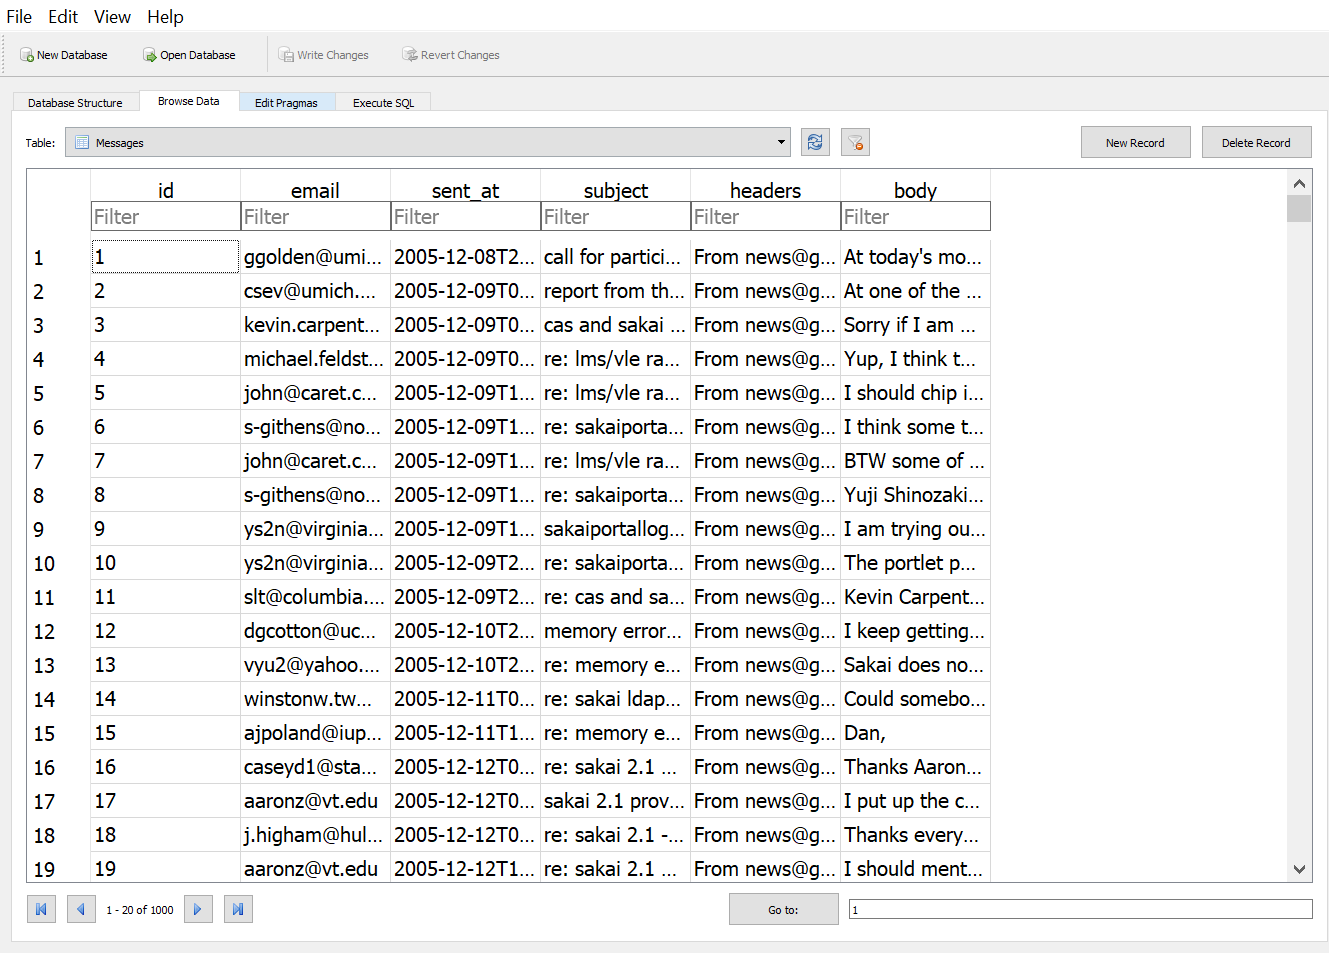 File Edit View Help
New Database Open Database Write Changes Revert Changes
Database Structure Browse Data Edit Pragmas Execute SQL
Table: Messages New Record Delete Record
id email sent_at subject headers body
Filter Filter Filter Filter Filter Filter
1 1 ggolden@umi... 2005-12-08T2... call for partici... From news@g... At today's mo...
2 2 csev@umich.... 2005-12-09T0... report from th... From news@g... At one of the ...
3 3 kevin.carpent... 2005-12-09T0... cas and sakai ... From news@g... Sorry if I am ...
4 4 michael.feldst... 2005-12-09T0... re: lms/vle ra... From news@g... Yup, I think t...
5 5 john@caret.c... 2005-12-09T1... re: lms/vle ra... From news@g... I should chip i...
6 6 s-githens@no... 2005-12-09T1... re: sakaiporta... From news@g... I think some t...
7 7 john@caret.c... 2005-12-09T1... re: lms/vle ra... From news@g... BTW some of ...
8 8 s-githens@no... 2005-12-09T1... re: sakaiporta... From news@g... Yuji Shinozaki...
9 9 ys2n@virginia... 2005-12-09T1... sakaiportallog... From news@g... I am trying ou...
10 10 ys2n@virginia... 2005-12-09T2... re: sakaiporta... From news@g... The portlet p...
11 11 slt@columbia.... 2005-12-09T2... re: cas and sa... From news@g... Kevin Carpent...
12 12 dgcotton@uc... 2005-12-10T2... memory error... From news@g... I keep getting...
13 13 vyu2@yahoo.... 2005-12-10T2... re: memory e... From news@g... Sakai does no...
14 14 winstonw.tw... 2005-12-11T0... re: sakai ldap... From news@g... Could somebo...
15 15 ajpoland@iup... 2005-12-11T1... re: memory e... From news@g... Dan,
16 16 caseyd1@sta... 2005-12-12T0... re: sakai 2.1 ... From news@g... Thanks Aaron...
17 17 aaronz@vt.edu 2005-12-12T0... sakai 2.1 prov... From news@g... I put up the c...
18 18 j.higham@hul... 2005-12-12T0... re: sakai 2.1 -... From news@g... Thanks every...
19 19 aaronz@vt.edu 2005-12-12T1... re: sakai 2.1 ... From news@g... I should ment...
1 - 20 of 1000 Go to: 1